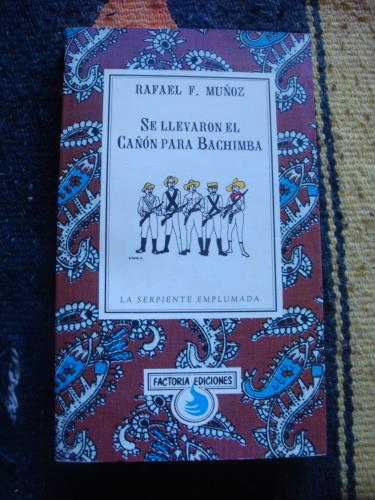 RAFAEL F. MUÑOZ
SE LLEVARON EL
CAÑÓN PARA BACHIMBA
LA SERPIENTE EMPLUMADA
FACTORIA EDICIONES